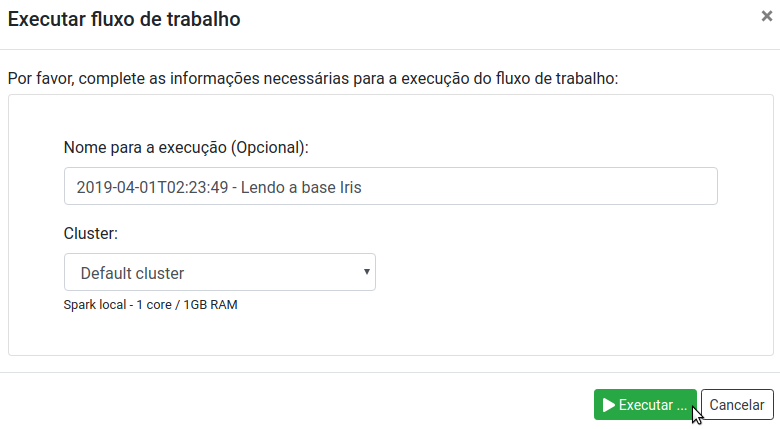 Executar fluxo de trabalho
×
Por favor, complete as informações necessárias para a execução do fluxo de trabalho:
Nome para a execução (Opcional):
2019-04-01T02:23:49 - Lendo a base Iris
Cluster:
Default cluster
Spark local - 1 core / 1GB RAM
Executar ...
Cancelar